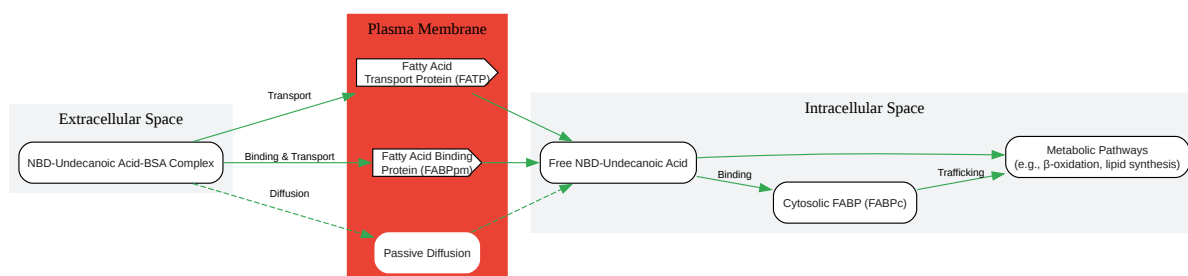 Plasma Membrane
Fatty Acid
Transport Protein (FATP)
Transport
Extracellular Space
Intracellular Space
NBD-Undecanoic Acid-BSA Complex
Binding & Transport
Fatty Acid Binding
Protein (FABPpm)
Free NBD-Undecanoic Acid
Metabolic Pathways
(e.g., β-oxidation, lipid synthesis)
Binding
Trafficking
Diffusion
Cytosolic FABP (FABPc)
Passive Diffusion